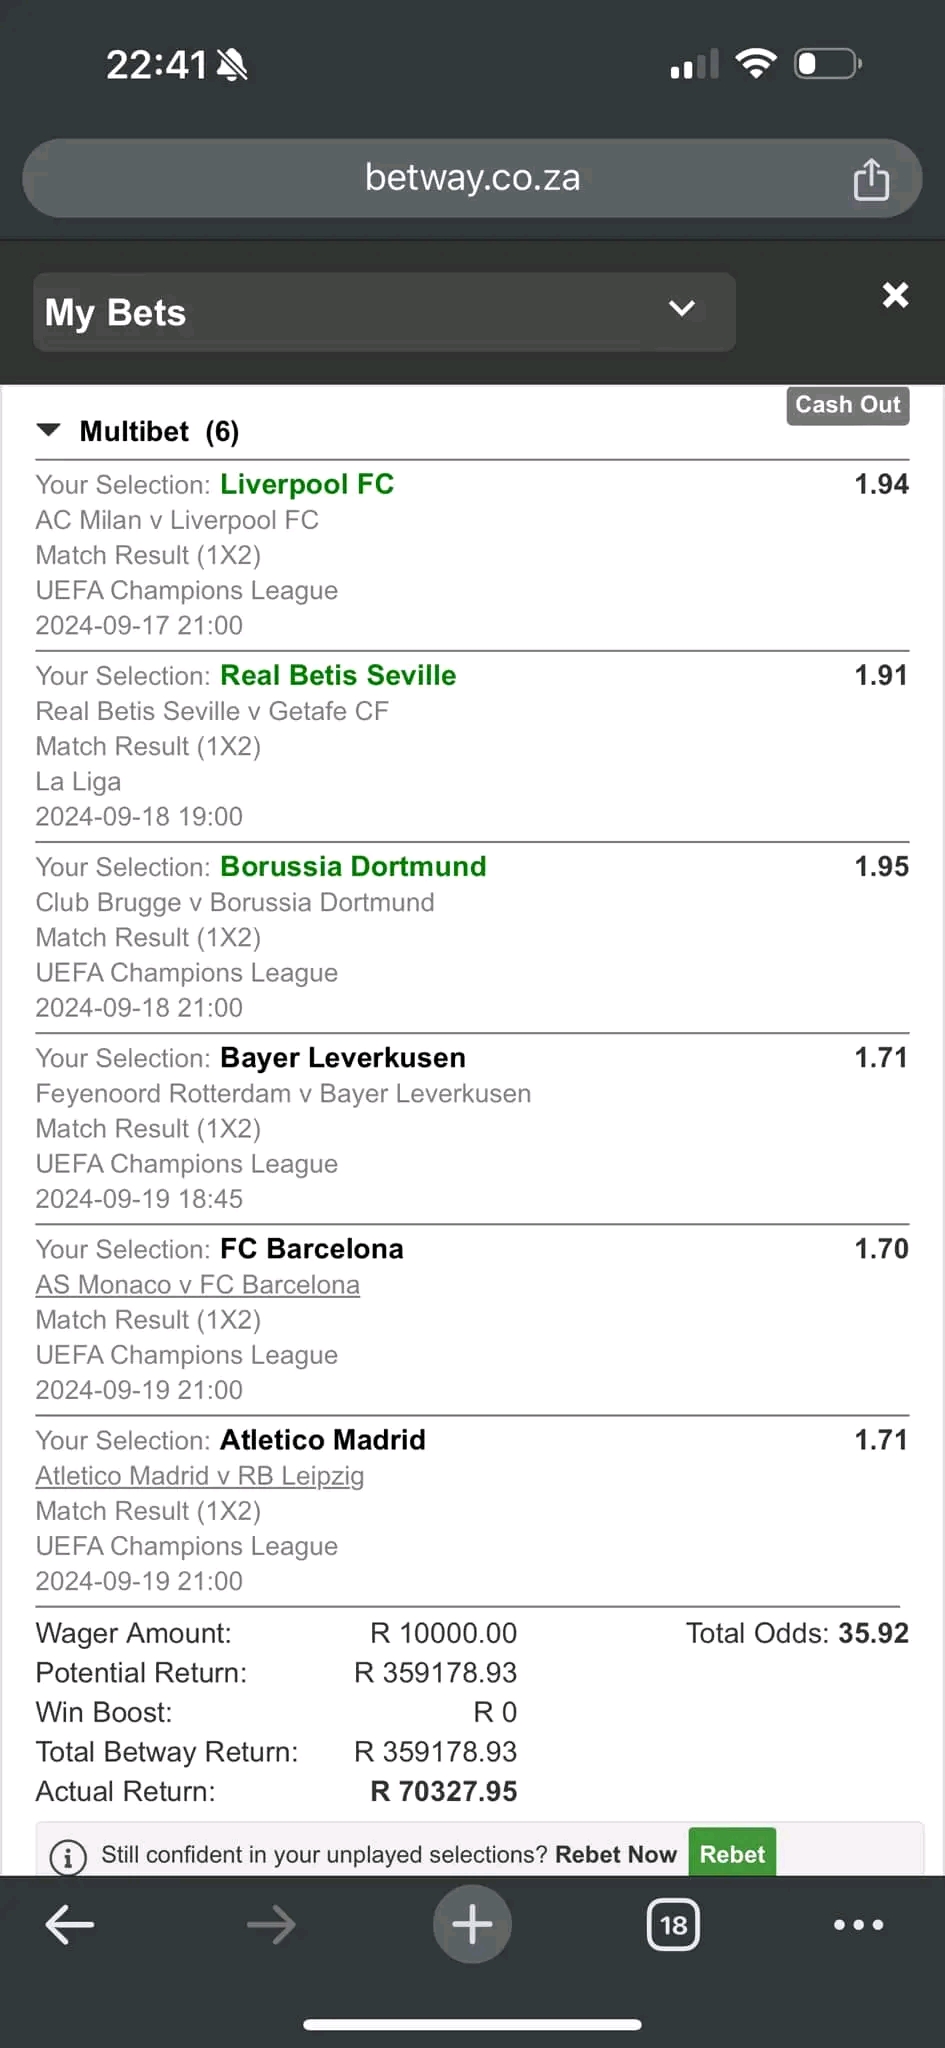 22:41
betway.co.za
My Bets
Cash Out
Multibet (6)
Your Selection: Liverpool FC 1.94
AC Milan v Liverpool FC
Match Result (1X2)
UEFA Champions League
2024-09-17 21:00
Your Selection: Real Betis Seville 1.91
Real Betis Seville v Getafe CF
Match Result (1X2)
La Liga
2024-09-18 19:00
Your Selection: Borussia Dortmund 1.95
Club Brugge v Borussia Dortmund
Match Result (1X2)
UEFA Champions League
2024-09-18 21:00
Your Selection: Bayer Leverkusen 1.71
Feyenoord Rotterdam v Bayer Leverkusen
Match Result (1X2)
UEFA Champions League
2024-09-19 18:45
Your Selection: FC Barcelona 1.70
AS Monaco v FC Barcelona
Match Result (1X2)
UEFA Champions League
2024-09-19 21:00
Your Selection: Atletico Madrid 1.71
Atletico Madrid v RB Leipzig
Match Result (1X2)
UEFA Champions League
2024-09-19 21:00
Wager Amount: R 10000.00 Total Odds: 35.92
Potential Return: R 359178.93
Win Boost: R 0
Total Betway Return: R 359178.93
Actual Return: R 70327.95
Still confident in your unplayed selections? Rebet Now Rebet
18